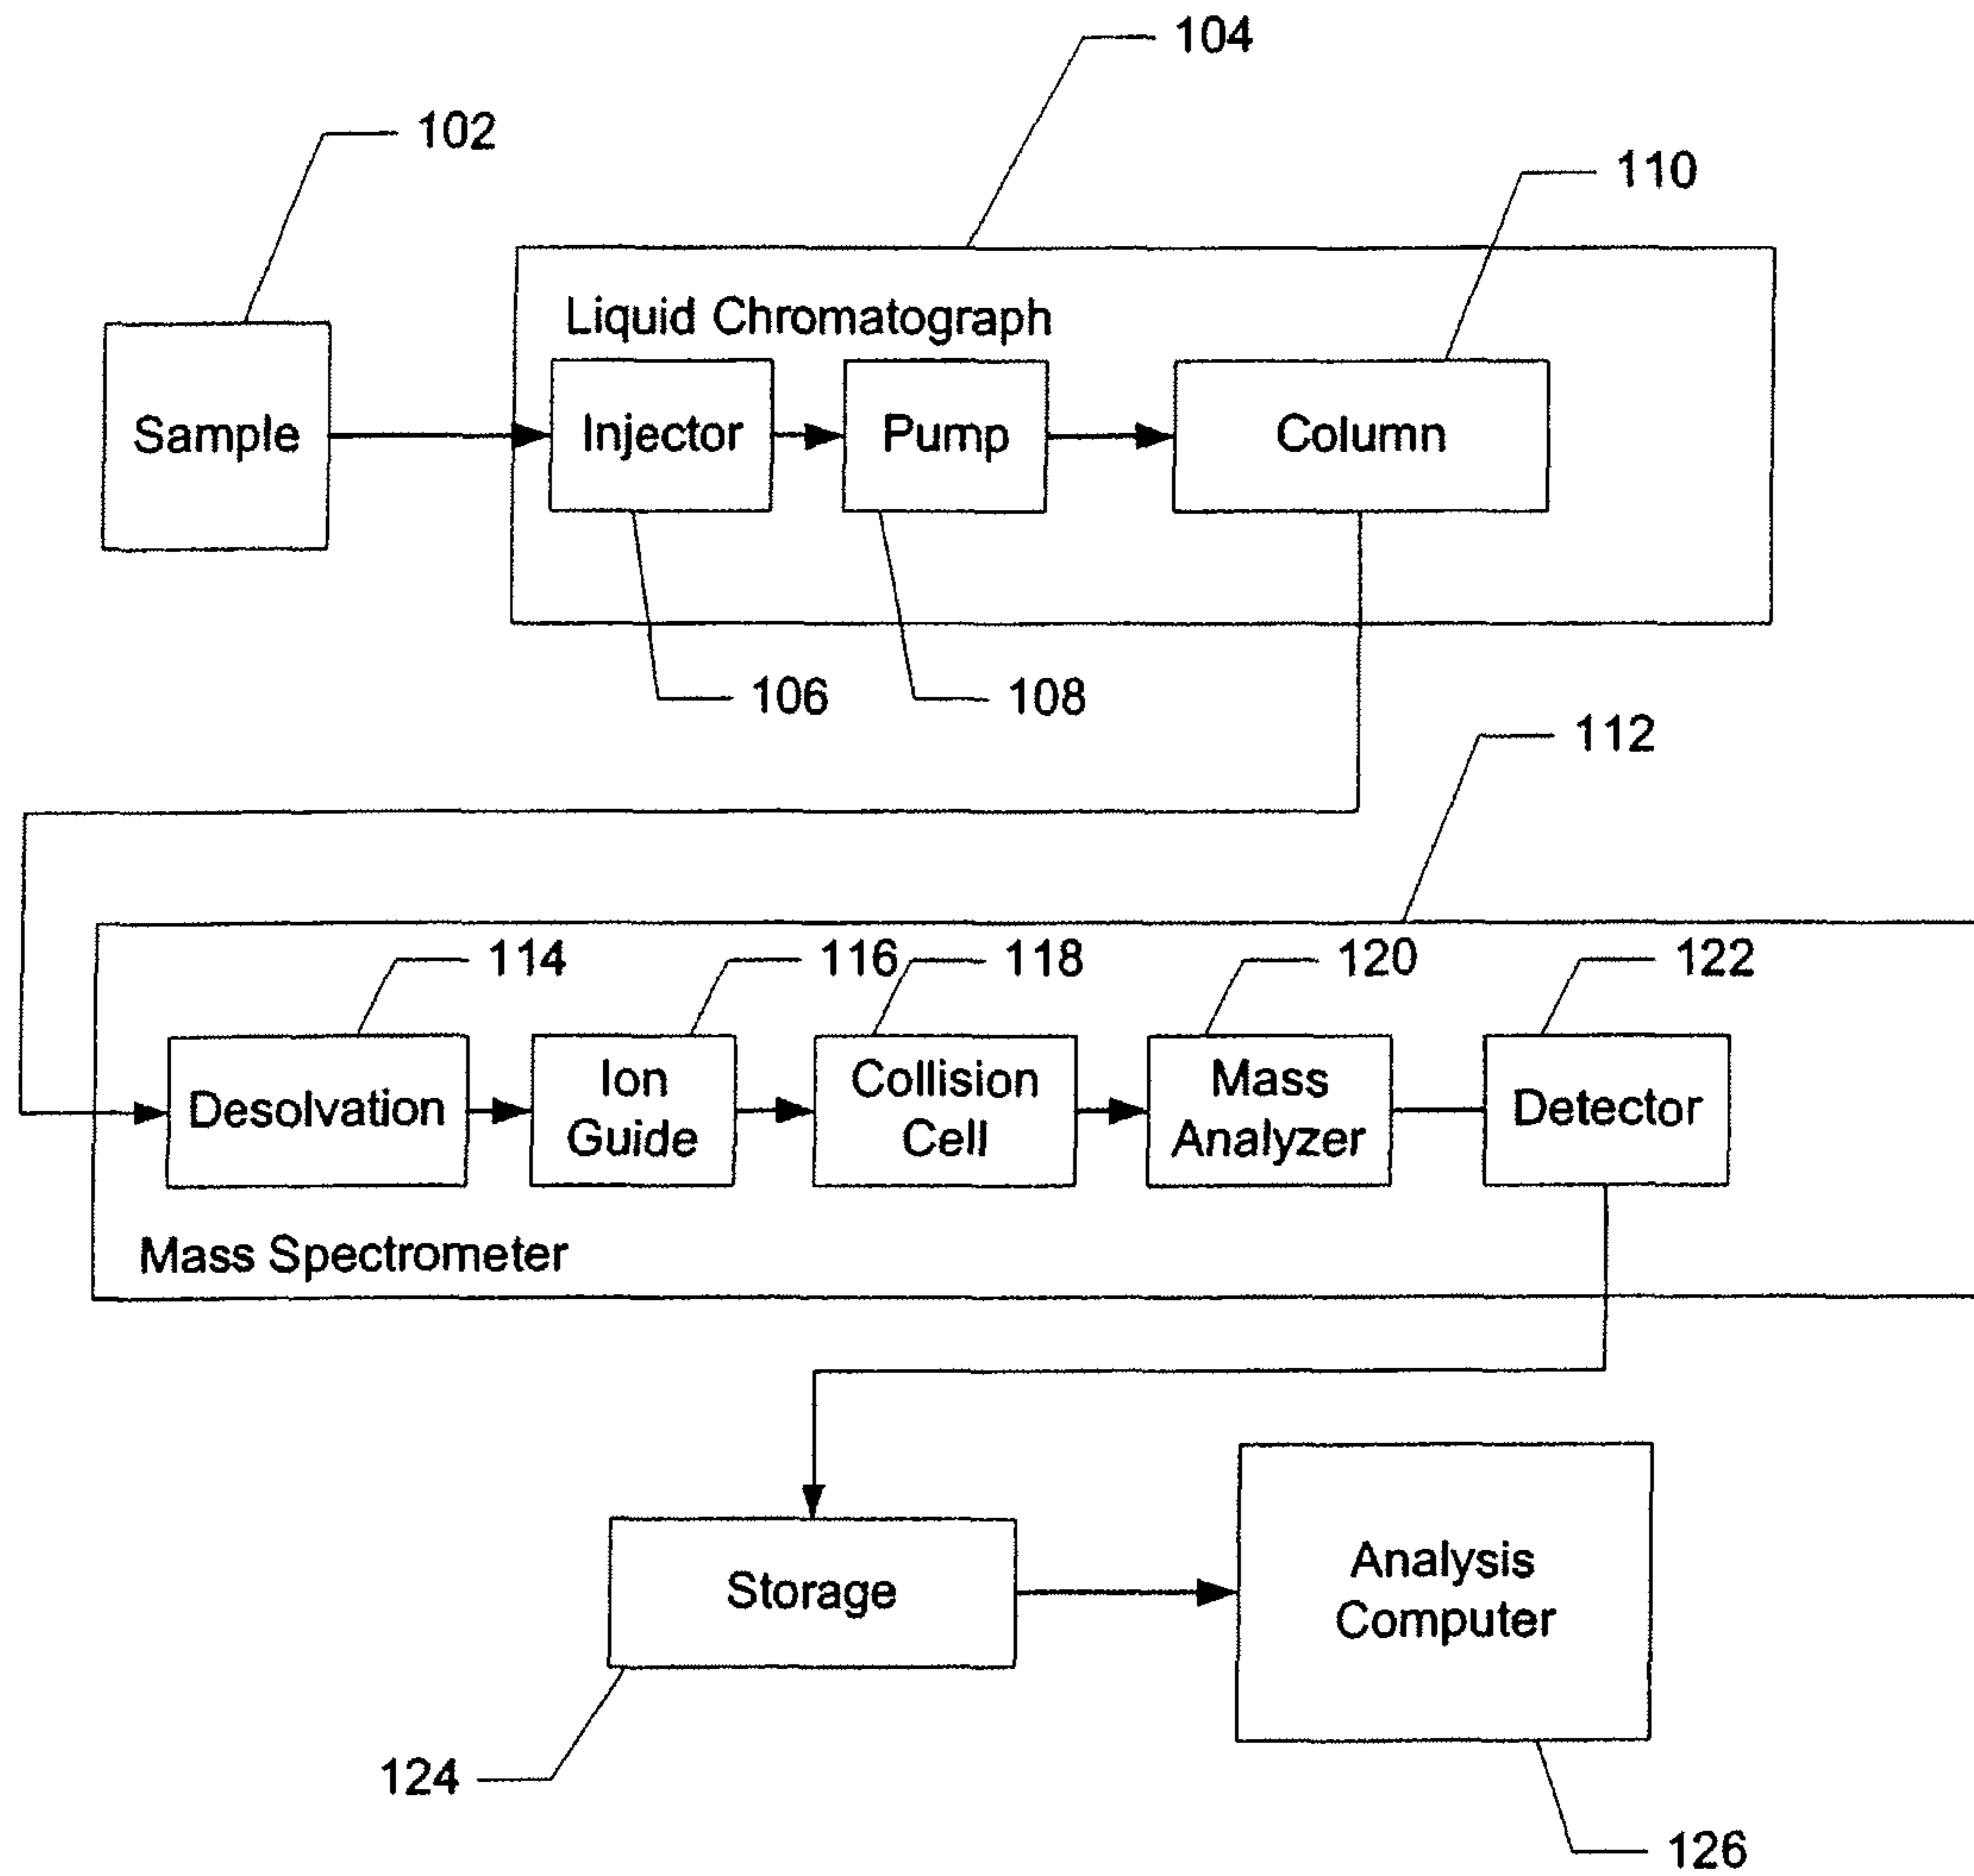 104
102
110
Liquid Chromatograph
Sample
Injector
Pump
Column
106
108
112
114
116
118
120
122
Desolvation
Ion
Guide
Collision
Cell
Mass
Analyzer
Detector
Mass Spectrometer
Storage
Analysis
Computer
124
126